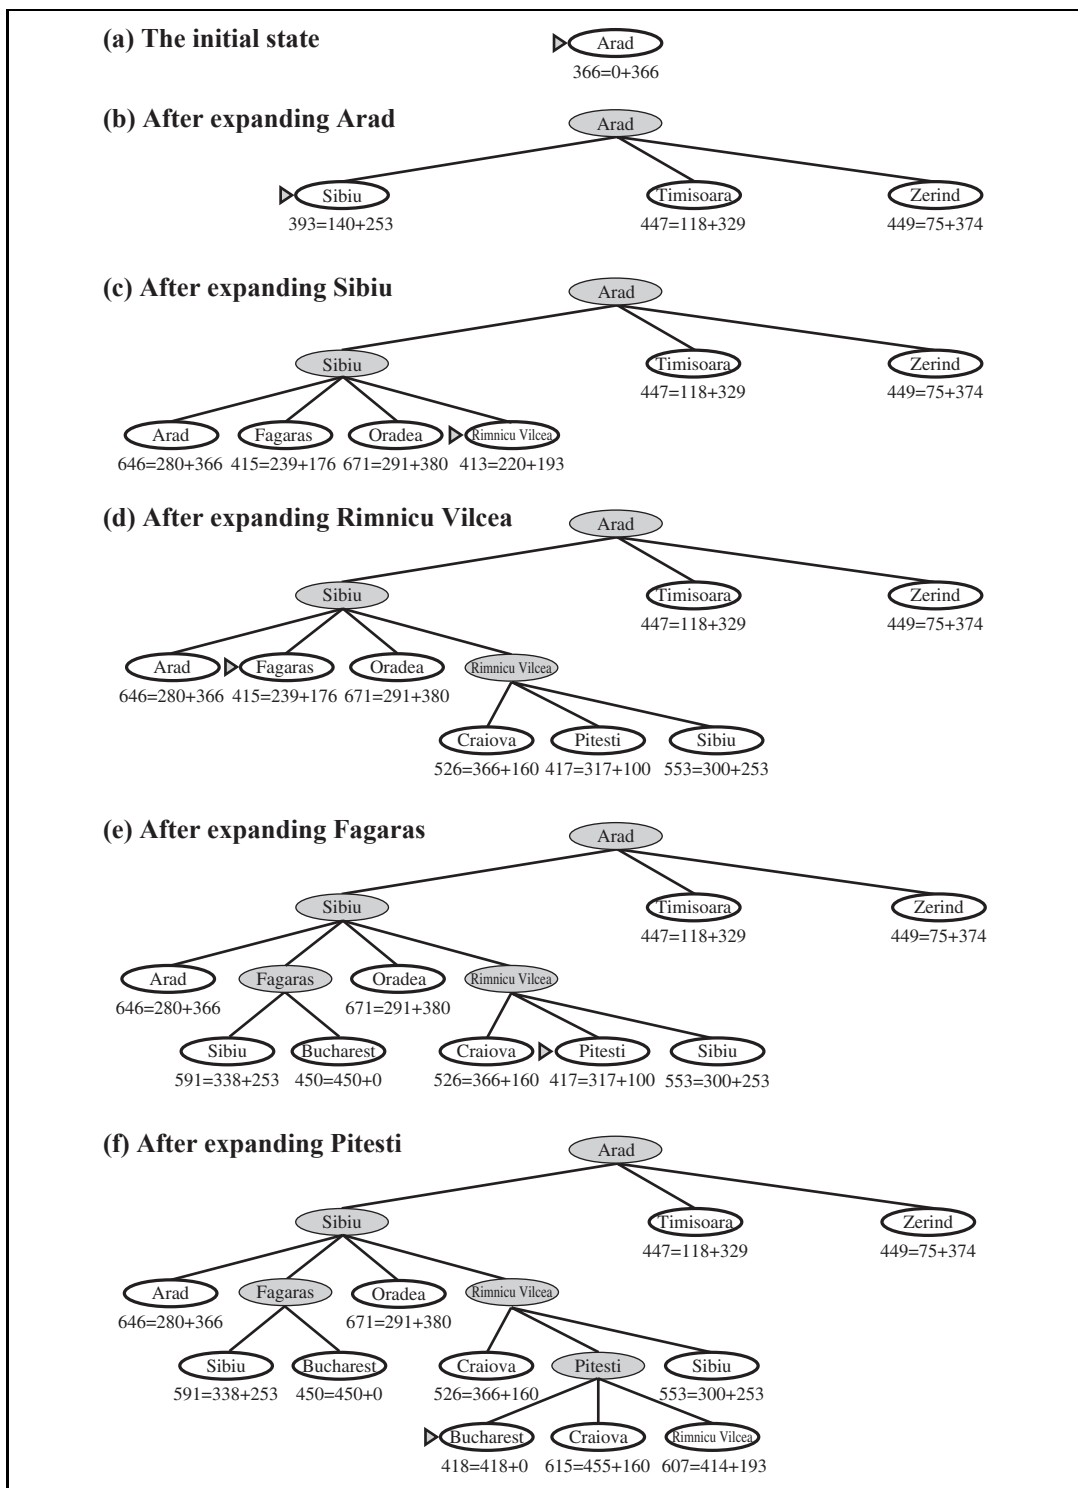 (a) The initial state
Arad
366=0+366
(b) After expanding Arad
Arad
Sibiu Timisoara Zerind
393=140+253 447=118+329 449=75+374
(c) After expanding Sibiu
Arad
Sibiu Timisoara Zerind
447=118+329 449=75+374
Arad Fagaras Oradea Rimnicu Vilcea
646=280+366 415=239+176 671=291+380 413=220+193
(d) After expanding Rimnicu Vilcea
Arad
Sibiu Timisoara Zerind
447=118+329 449=75+374
Arad Fagaras Oradea Rimnicu Vilcea
646=280+366 415=239+176 671=291+380
Craiova Pitesti Sibiu
526=366+160 417=317+100 553=300+253
(e) After expanding Fagaras
Arad
Sibiu Timisoara Zerind
447=118+329 449=75+374
Arad Fagaras Oradea Rimnicu Vilcea
646=280+366 671=291+380
Sibiu Bucharest Craiova Pitesti Sibiu
591=338+253 450=450+0 526=366+160 417=317+100 553=300+253
(f) After expanding Pitesti
Arad
Sibiu Timisoara Zerind
447=118+329 449=75+374
Arad Fagaras Oradea Rimnicu Vilcea
646=280+366 671=291+380
Sibiu Bucharest Craiova Pitesti Sibiu
591=338+253 450=450+0 526=366+160 553=300+253
Bucharest Craiova Rimnicu Vilcea
418=418+0 615=455+160 607=414+193